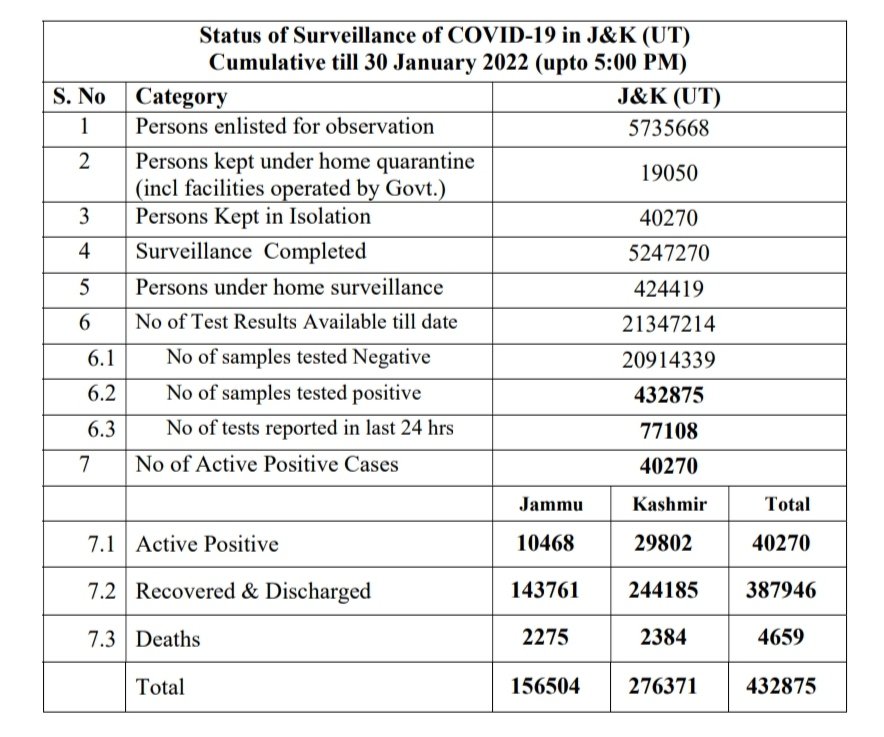 Status of Surveillance of COVID-19 in J&K (UT)
Cumulative till 30 January 2022 (upto 5:00 PM)
S. No Category J&K (UT)
1 Persons enlisted for observation 5735668
2 Persons kept under home quarantine
(incl facilities operated by Govt.) 19050
3 Persons Kept in Isolation 40270
4 Surveillance Completed 5247270
5 Persons under home surveillance 424419
6 No of Test Results Available till date 21347214
6.1 No of samples tested Negative 20914339
6.2 No of samples tested positive 432875
6.3 No of tests reported in last 24 hrs 77108
7 No of Active Positive Cases 40270
Jammu Kashmir Total
7.1 Active Positive 10468 29802 40270
7.2 Recovered & Discharged 143761 244185 387946
7.3 Deaths 2275 2384 4659
Total 156504 276371 432875